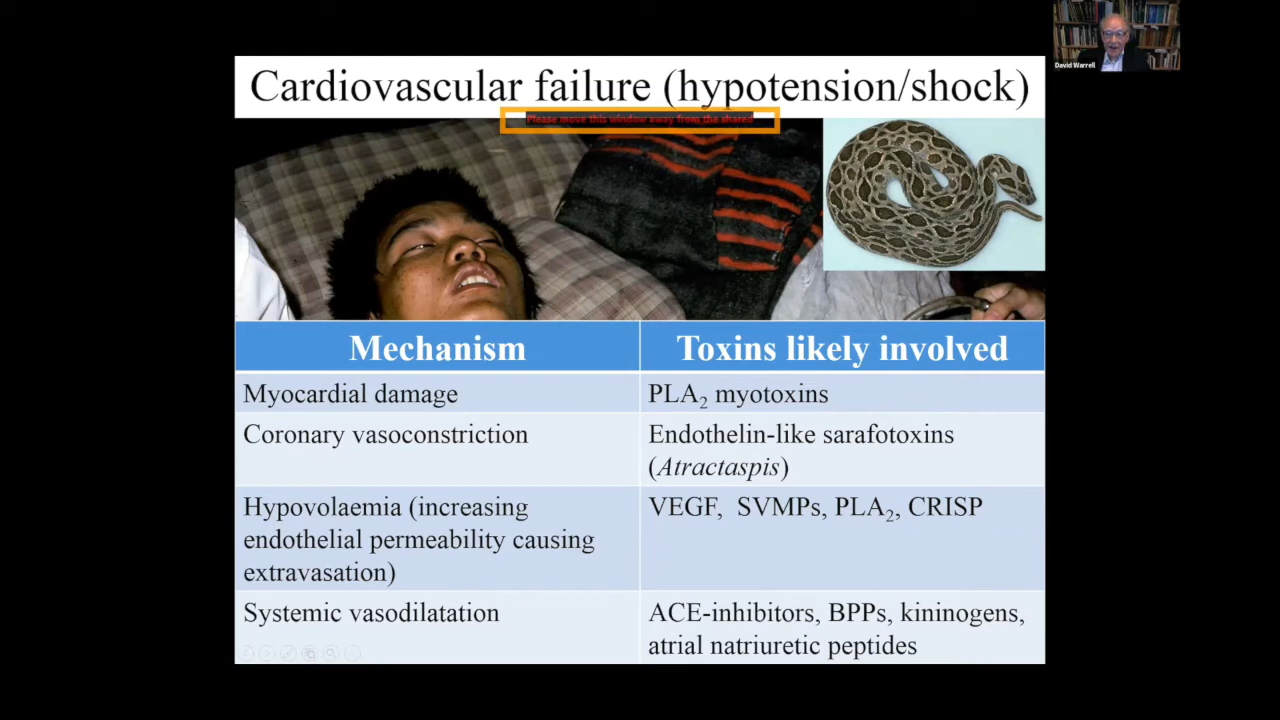 David Warrell
Cardiovascular failure (hypotension/shock)
Please move this window away from the shared
Mechanism
Toxins likely involved
Myocardial damage
PLA₂ myotoxins
Coronary vasoconstriction
Endothelin-like sarafotoxins
(Atractaspis)
Hypovolaemia (increasing
endothelial permeability causing
extravasation)
VEGF, SVMPs, PLA₂, CRISP
Systemic vasodilatation
ACE-inhibitors, BPPs, kininogens,
atrial natriuretic peptides